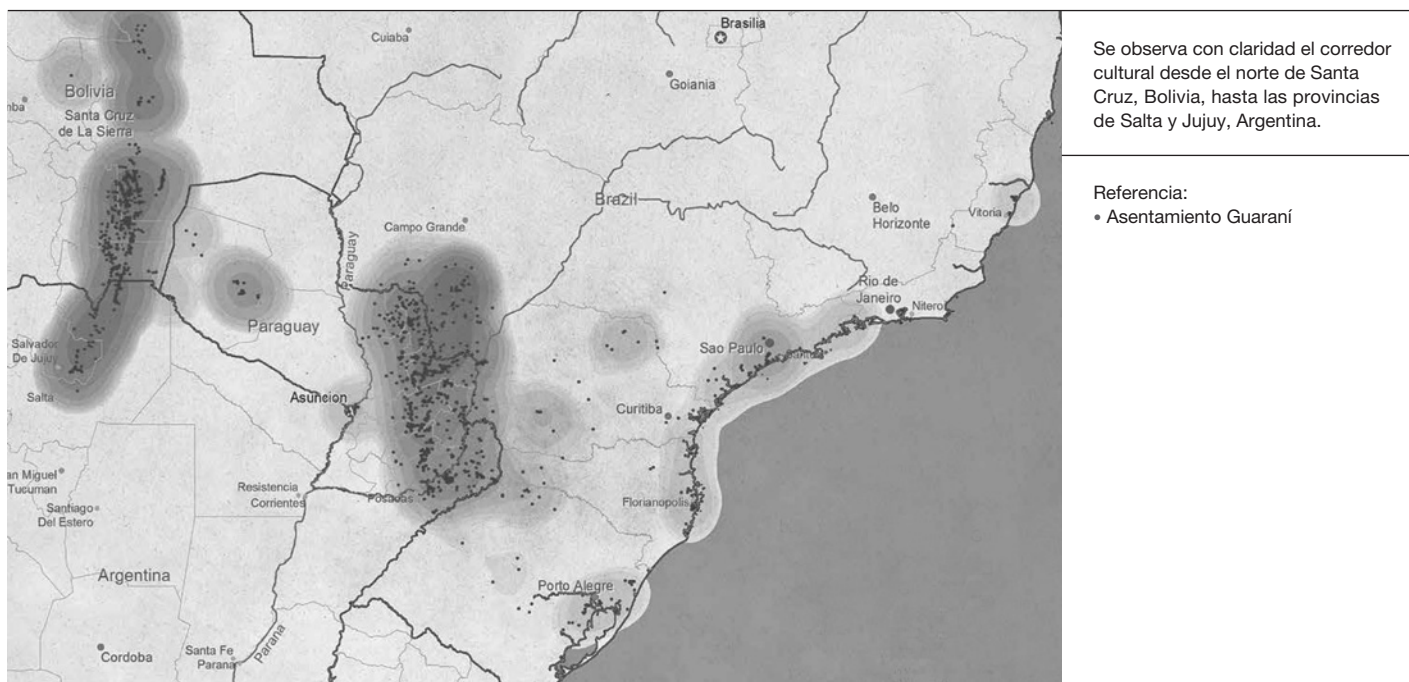 Cuiaba
Brasilia
Goiania
Bolivia
mba
Santa Cruz
de La Sierra
Brazil
Belo
Horizonte
Vitoria
Campo Grande
Paraguay
Rio de
Janeiro
Niteroi
Paraguay
Salvador
De Jujuy
Sao Paulo
Salta
Asuncion
Curitiba
an Miguel
Tucuman
Resistencia
Corrientes
Posadas
Santiago
Del Estero
Florianopolis
Argentina
Porto Alegre
Cordoba
Santa Fe
Parana
Parana
Se observa con claridad el corredor
cultural desde el norte de Santa
Cruz, Bolivia, hasta las provincias
de Salta y Jujuy, Argentina.
Referencia:
• Asentamiento Guaraní